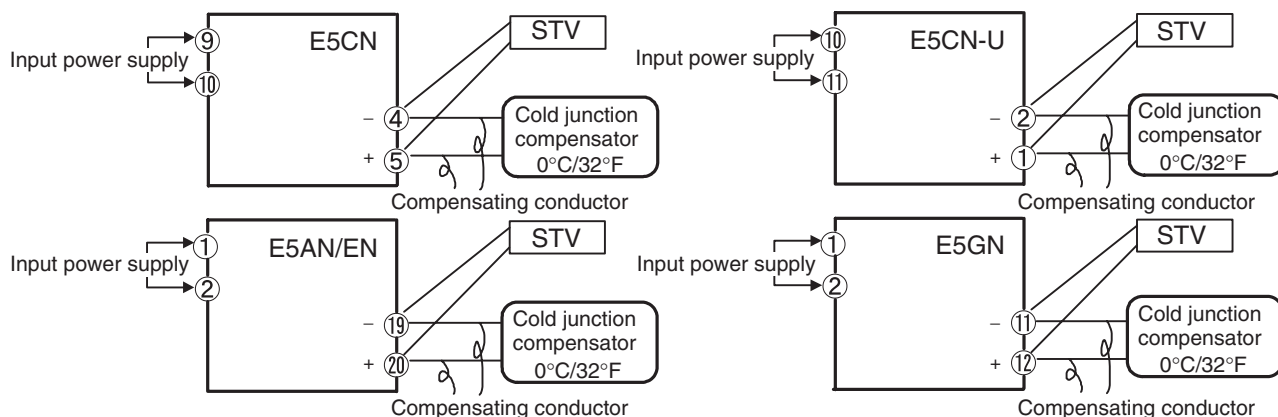 E5CN
STV
⑨
Input power supply
⑩
− ④
+ ⑤
Cold junction
compensator
0°C/32°F
Compensating conductor
E5CN-U
STV
⑩
Input power supply
⑪
− ②
+ ①
Cold junction
compensator
0°C/32°F
Compensating conductor
E5AN/EN
STV
①
Input power supply
②
− ⑲
+ ⑳
Cold junction
compensator
0°C/32°F
Compensating conductor
E5GN
STV
①
Input power supply
②
− ⑪
+ ⑫
Cold junction
compensator
0°C/32°F
Compensating conductor